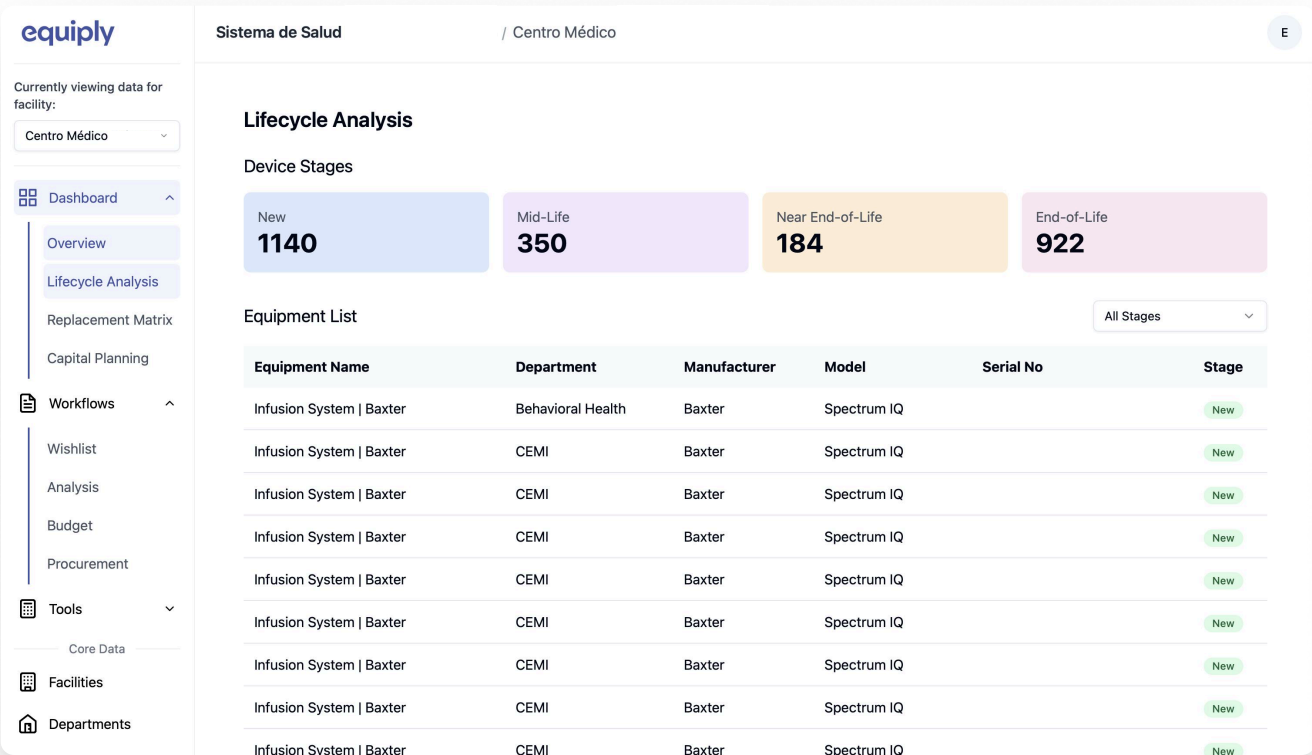 equiply
Sistema de Salud / Centro Médico
E
Currently viewing data for
facility:
Centro Médico
Dashboard
Overview
Lifecycle Analysis
Replacement Matrix
Capital Planning
Workflows
Wishlist
Analysis
Budget
Procurement
Tools
Core Data
Facilities
Departments
Lifecycle Analysis
Device Stages
New
1140
Mid-Life
350
Near End-of-Life
184
End-of-Life
922
Equipment List
All Stages
Equipment Name Department Manufacturer Model Serial No Stage
Infusion System | Baxter Behavioral Health Baxter Spectrum IQ New
Infusion System | Baxter CEMI Baxter Spectrum IQ New
Infusion System | Baxter CEMI Baxter Spectrum IQ New
Infusion System | Baxter CEMI Baxter Spectrum IQ New
Infusion System | Baxter CEMI Baxter Spectrum IQ New
Infusion System | Baxter CEMI Baxter Spectrum IQ New
Infusion System | Baxter CEMI Baxter Spectrum IQ New
Infusion System | Baxter CEMI Baxter Spectrum IQ New
Infusion System | Baxter CEMI Baxter Spectrum IQ New